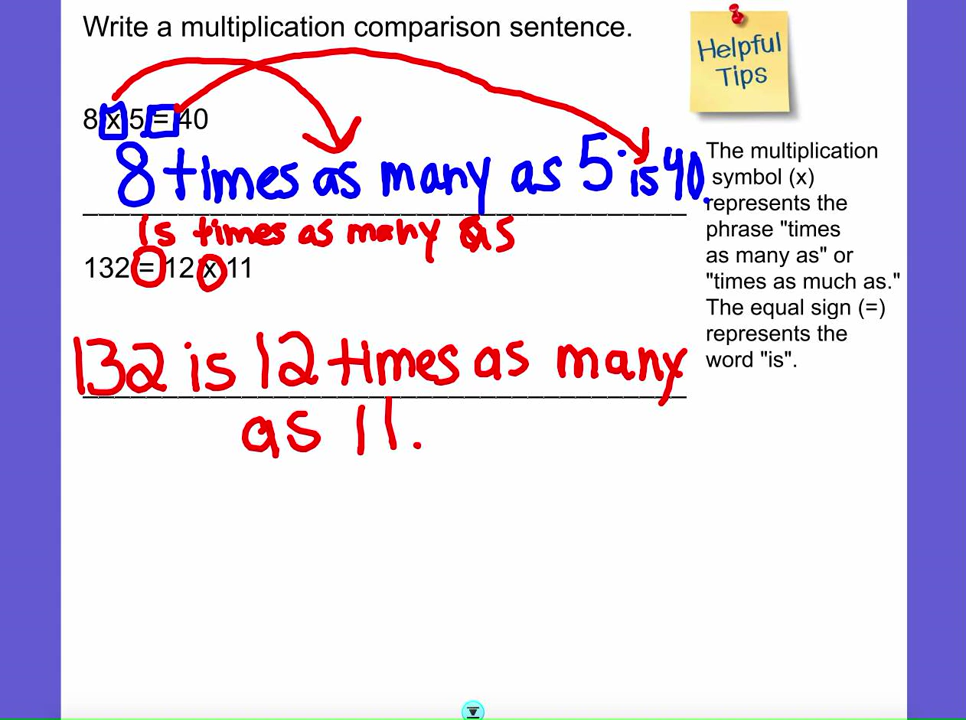 Write a multiplication comparison sentence.
Helpful
Tips
8 x 5 = 40
8 times as many as 5 is 40.
is times as many as
132 = 12 x 11
132 is 12 times as many
as 11.
The multiplication
symbol (x)
represents the
phrase "times
as many as" or
"times as much as."
The equal sign (=)
represents the
word "is".